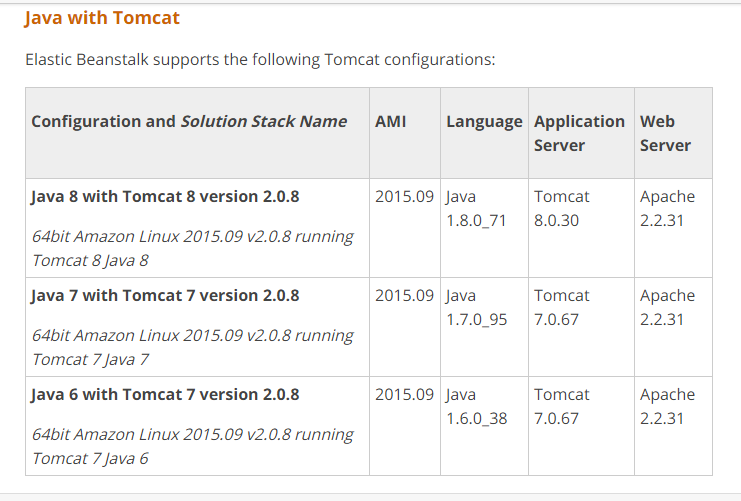 Java with Tomcat
Elastic Beanstalk supports the following Tomcat configurations:
Configuration and Solution Stack Name AMI Language Application Server Web Server
Java 8 with Tomcat 8 version 2.0.8
64bit Amazon Linux 2015.09 v2.0.8 running
Tomcat 8 Java 8
2015.09
Java
1.8.0_71
Tomcat
8.0.30
Apache
2.2.31
Java 7 with Tomcat 7 version 2.0.8
64bit Amazon Linux 2015.09 v2.0.8 running
Tomcat 7 Java 7
2015.09
Java
1.7.0_95
Tomcat
7.0.67
Apache
2.2.31
Java 6 with Tomcat 7 version 2.0.8
64bit Amazon Linux 2015.09 v2.0.8 running
Tomcat 7 Java 6
2015.09
Java
1.6.0_38
Tomcat
7.0.67
Apache
2.2.31